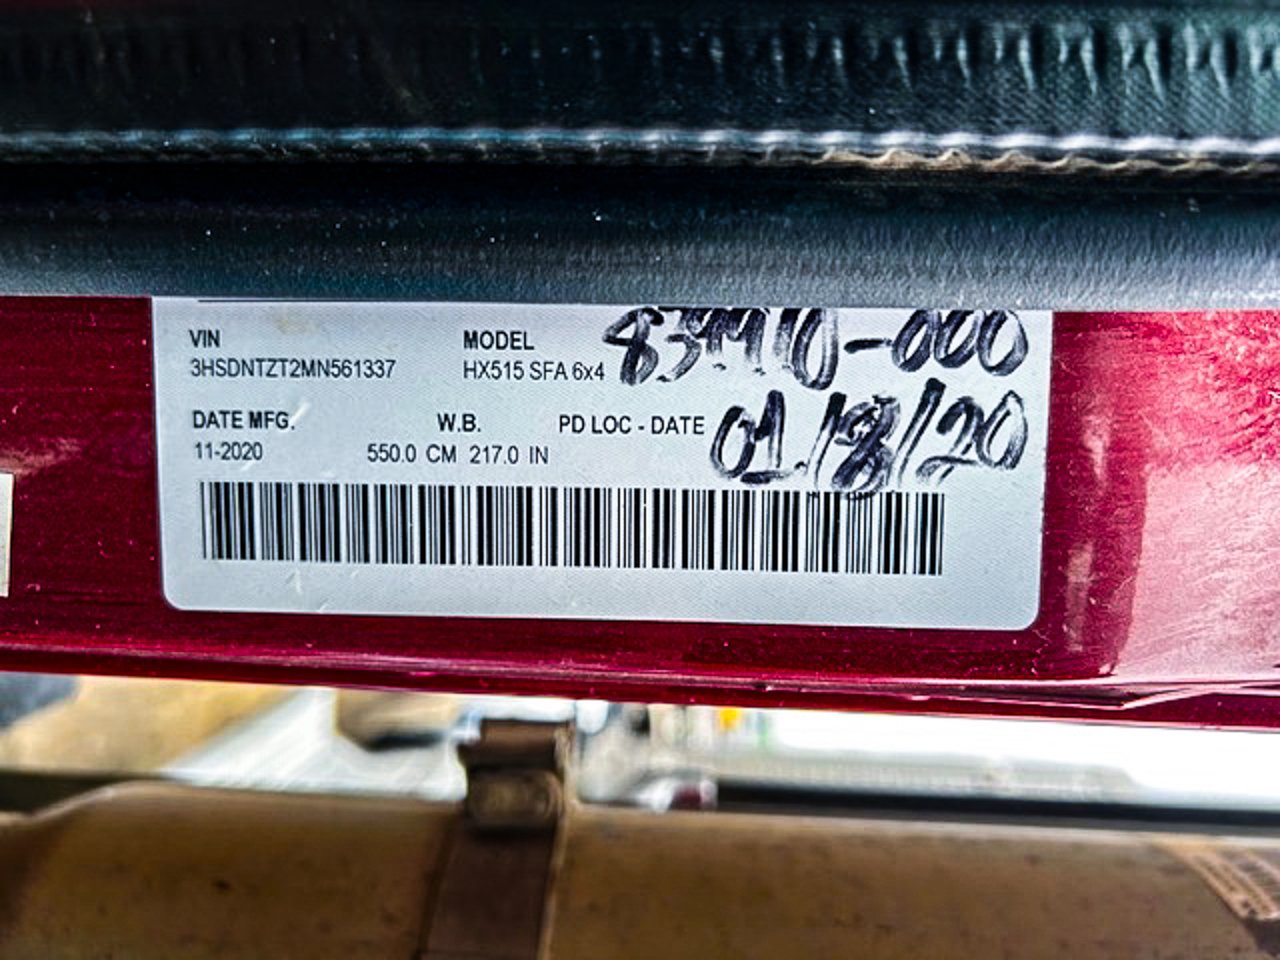 VIN MODEL
3HSDNTZT2MN561337 HX515 SFA 6x4
DATE MFG. W.B. PD LOC - DATE
11-2020 550.0 CM 217.0 IN